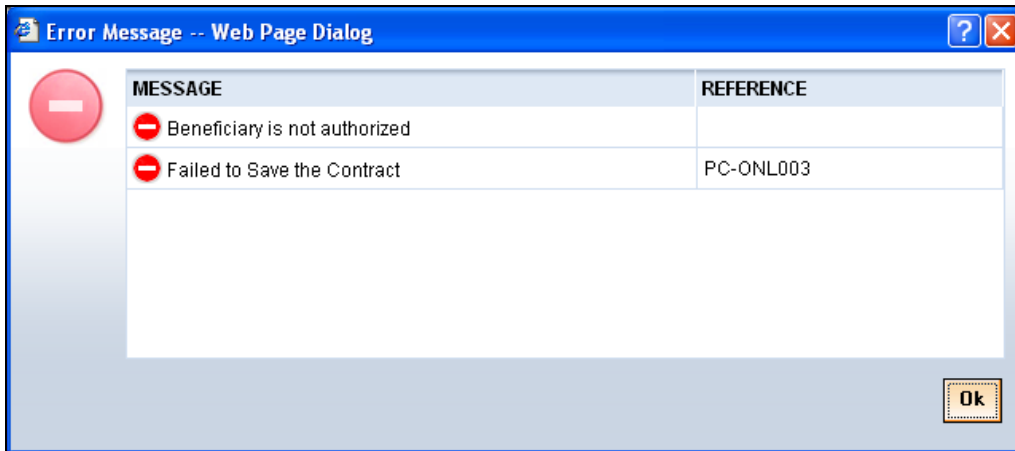 Error Message -- Web Page Dialog
MESSAGE REFERENCE
Beneficiary is not authorized
Failed to Save the Contract PC-ONL003
Ok